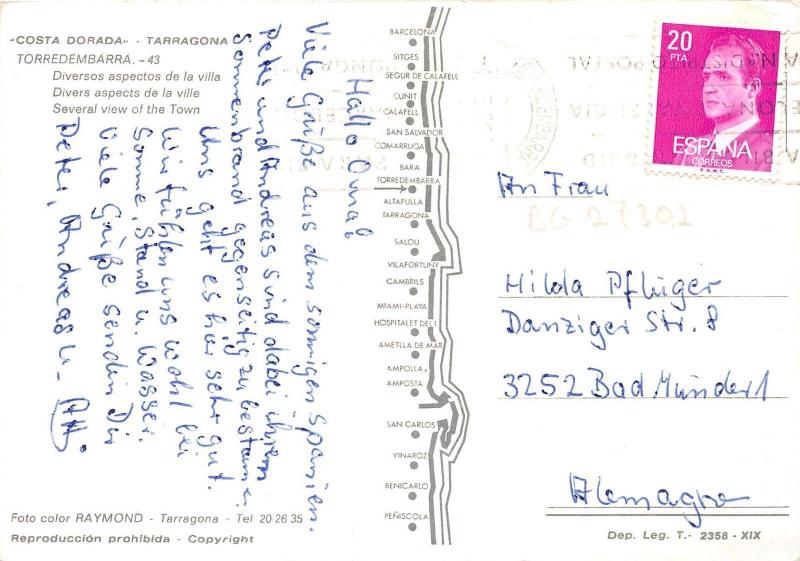 "COSTA DORADA" - TARRAGONA
TORREDEMBARRA. - 43
Diversos aspectos de la villa
Divers aspects de la ville
Several view of the Town
Hallo Oma!
Viele Grüße aus dem sonnigen Spanien.
Peter und Andreas sind dabei ihren
Sonnenbrand gegenseitig zu bestaunen.
Uns geht es hier sehr gut.
Wir fühlen uns wohl bei
Sonne, Stand u. Wasser.
Viele Grüße senden Dir
Peter, Andreas u.
BARCELONA
SITGES
SEGUR DE CALAFELL
CUNIT
CALAFELL
SAN SALVADOR
COMARRUGA
BARA
TORREDEMBARRA
ALTAFULLA
TARRAGONA
SALOU
VILAFORTUNY
CAMBRILS
MIAMI-PLAYA
HOSPITALET DEL I.
AMETLLA DE MAR
AMPOLLA
AMPOSTA
SAN CARLOS
VINAROZ
BENICARLO
PEÑISCOLA
20
PTA
ESPAÑA
CORREOS
F.N.M.T.
An Frau
BG 27302
Hilda Pflüger
Danziger Str. 8
3252 Bad Münder 1
Alemagne
Foto color RAYMOND - Tarragona - Tel 20 26 35
Reproducción prohibida - Copyright
Dep. Leg. T.- 2358 - XIX